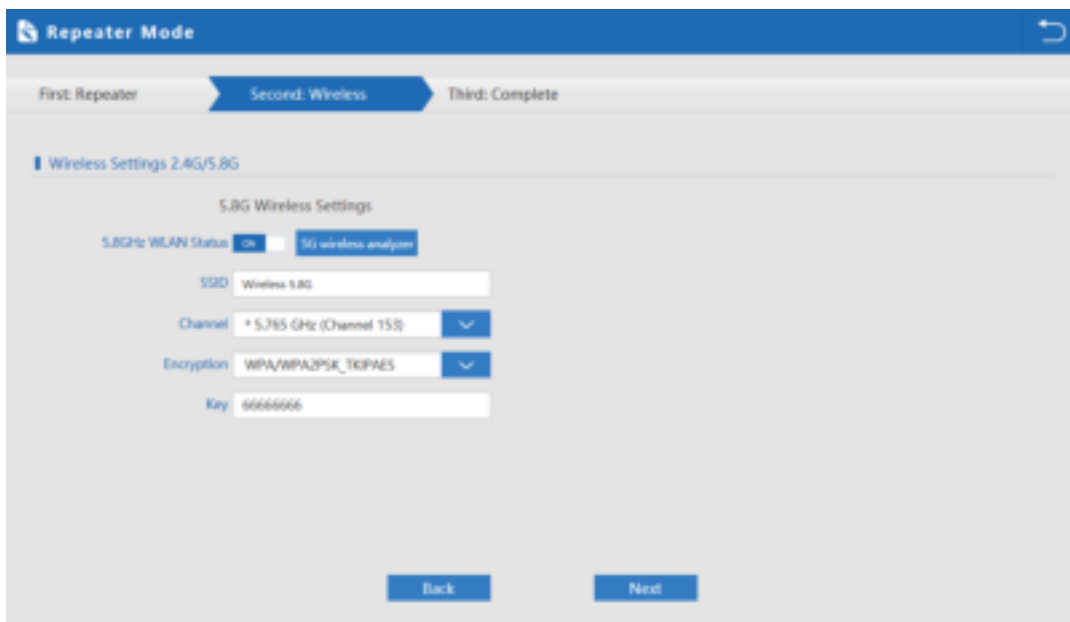 Repeater Mode
First: Repeater Second: Wireless Third: Complete
Wireless Settings 2.4G/5.8G
5.8G Wireless Settings
5.8GHz WLAN Status ON 5G wireless analyzer
SSID Wireless 5.8G
Channel * 5.765 GHz (Channel 153)
Encryption WPA/WPA2PSK_TKIPAES
Key 66666666
Back Next